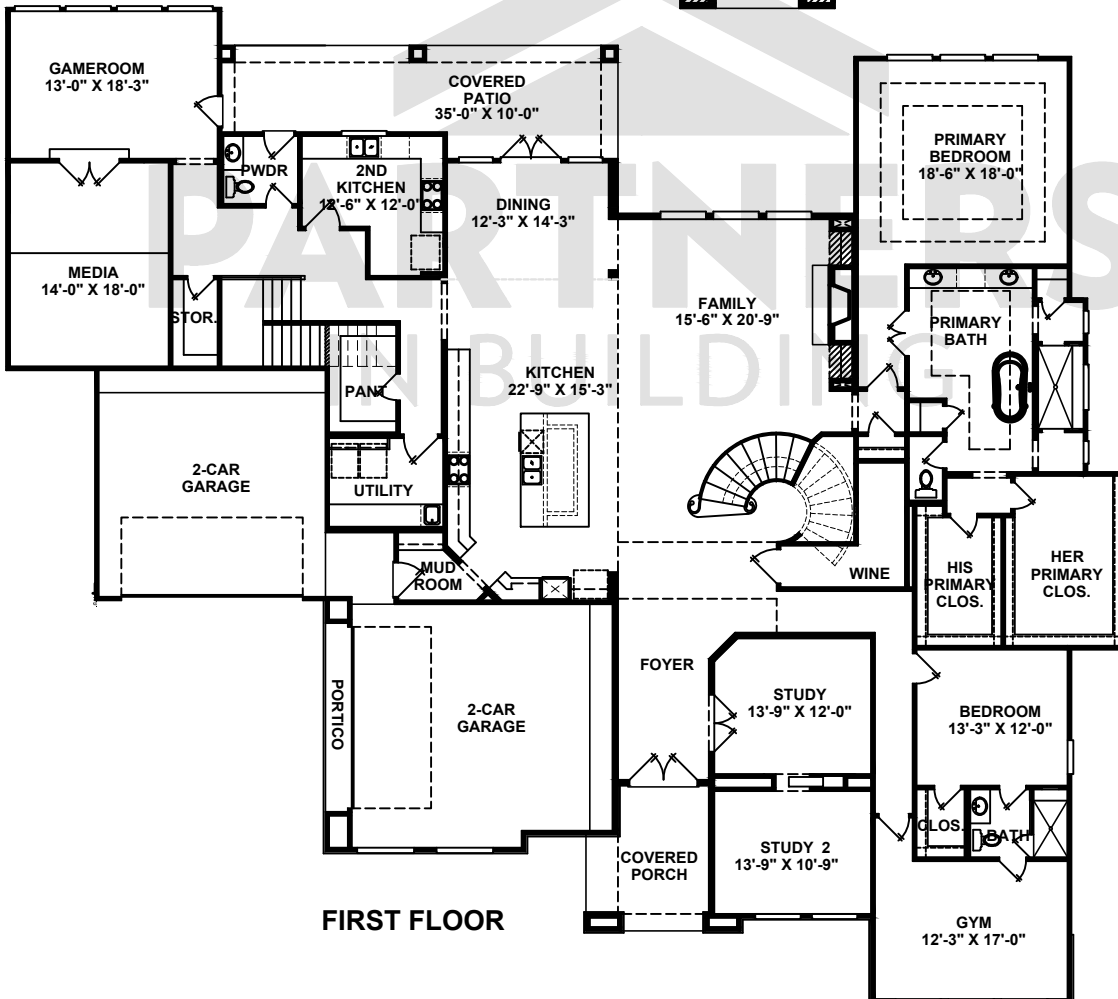 GAMEROOM
13'-0" X 18'-3"
COVERED
PATIO
35'-0" X 10'-0"
PRIMARY
BEDROOM
18'-6" X 18'-0"
PWDR
2ND
KITCHEN
12'-6" X 12'-0"
DINING
12'-3" X 14'-3"
MEDIA
14'-0" X 18'-0"
STOR.
FAMILY
15'-6" X 20'-9"
PRIMARY
BATH
PARTNERS
IN BUILDING
KITCHEN
22'-9" X 15'-3"
PANT
2-CAR
GARAGE
UTILITY
MUD
ROOM
WINE
HIS
PRIMARY
CLOS.
HER
PRIMARY
CLOS.
FOYER
STUDY
13'-9" X 12'-0"
BEDROOM
13'-3" X 12'-0"
PORTICO
2-CAR
GARAGE
CLOS.
BATH
COVERED
PORCH
STUDY 2
13'-9" X 10'-9"
GYM
12'-3" X 17'-0"
FIRST FLOOR